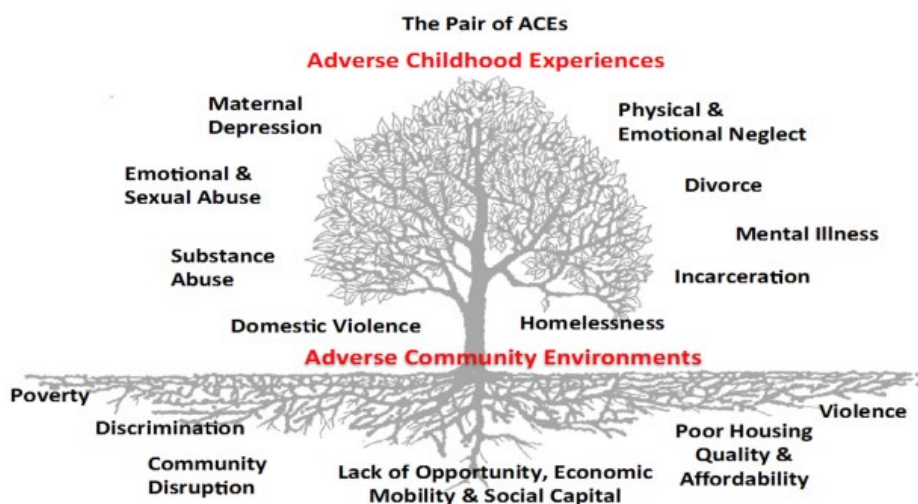 The Pair of ACEs
Adverse Childhood Experiences
Maternal
Depression
Physical &
Emotional Neglect
Emotional &
Sexual Abuse
Divorce
Mental Illness
Substance
Abuse
Incarceration
Domestic Violence
Homelessness
Adverse Community Environments
Poverty
Violence
Discrimination
Poor Housing
Quality &
Affordability
Community
Disruption
Lack of Opportunity, Economic
Mobility & Social Capital